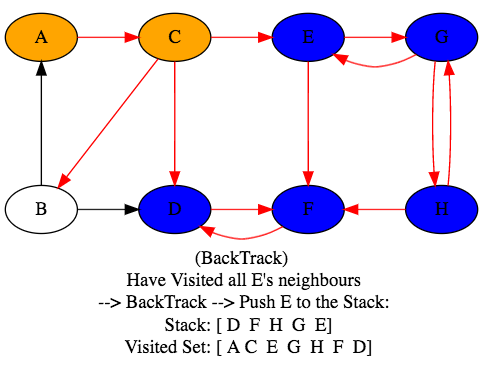 A C E G
B D F H
(BackTrack)
Have Visited all E's neighbours
--> BackTrack --> Push E to the Stack:
Stack: [ D F H G E]
Visited Set: [ A C E G H F D]